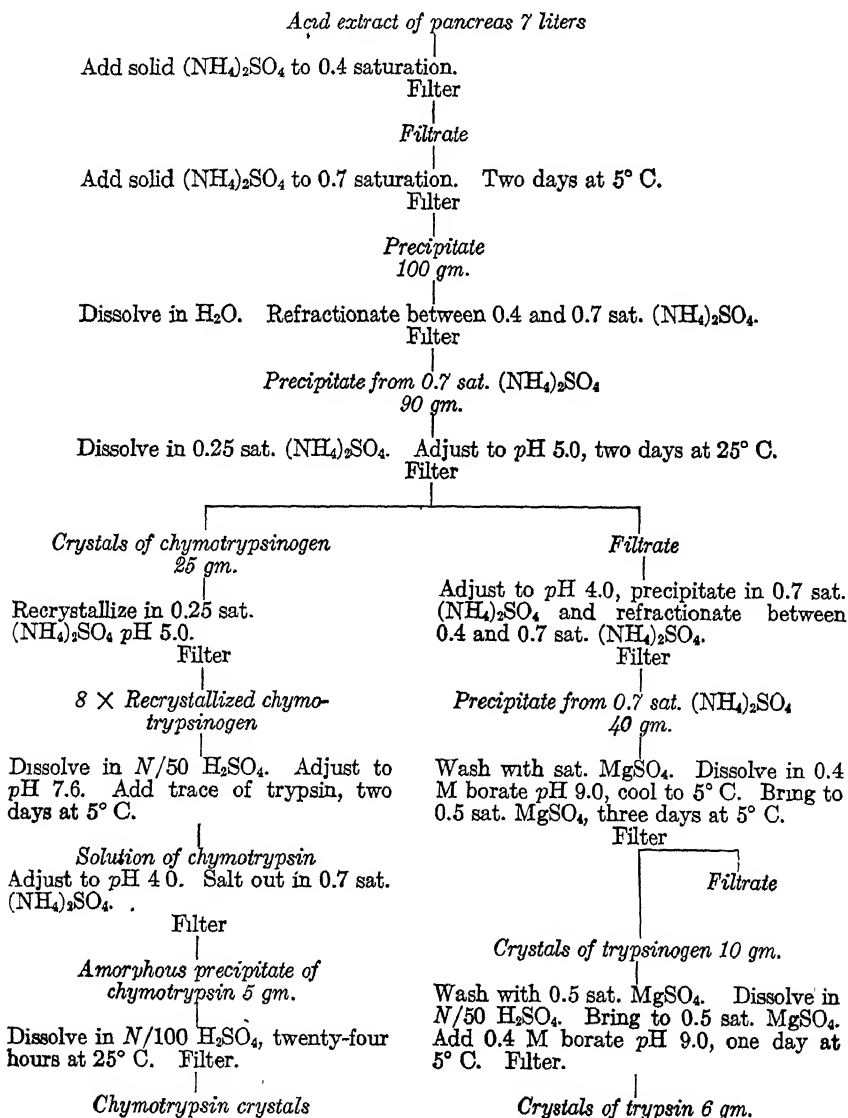 Acid extract of pancreas 7 liters
Add solid (NH₄)₂SO₄ to 0.4 saturation.
Filter
Filtrate
Add solid (NH₄)₂SO₄ to 0.7 saturation. Two days at 5° C.
Filter
Precipitate
100 gm.
Dissolve in H₂O. Refractionate between 0.4 and 0.7 sat. (NH₄)₂SO₄.
Filter
Precipitate from 0.7 sat. (NH₄)₂SO₄
90 gm.
Dissolve in 0.25 sat. (NH₄)₂SO₄. Adjust to pH 5.0, two days at 25° C.
Filter
Crystals of chymotrypsinogen
25 gm.
Recrystallize in 0.25 sat.
(NH₄)₂SO₄ pH 5.0.
Filter
8 × Recrystallized chymo-
trypsinogen
Dissolve in N/50 H₂SO₄. Adjust to
pH 7.6. Add trace of trypsin, two
days at 5° C.
Solution of chymotrypsin
Adjust to pH 4 0. Salt out in 0.7 sat.
(NH₄)₂SO₄. .
Filter
Amorphous precipitate of
chymotrypsin 5 gm.
Dissolve in N/100 H₂SO₄, twenty-four
hours at 25° C. Filter.
Chymotrypsin crystals
Filtrate
Adjust to pH 4.0, precipitate in 0.7 sat.
(NH₄)₂SO₄ and refractionate between
0.4 and 0.7 sat. (NH₄)₂SO₄.
Filter
Precipitate from 0.7 sat. (NH₄)₂SO₄
40 gm.
Wash with sat. MgSO₄. Dissolve in 0.4
M borate pH 9.0, cool to 5° C. Bring to
0.5 sat. MgSO₄, three days at 5° C.
Filter
Filtrate
Crystals of trypsinogen 10 gm.
Wash with 0.5 sat. MgSO₄. Dissolve in
N/50 H₂SO₄. Bring to 0.5 sat. MgSO₄.
Add 0.4 M borate pH 9.0, one day at
5° C. Filter.
Crystals of trypsin 6 gm.